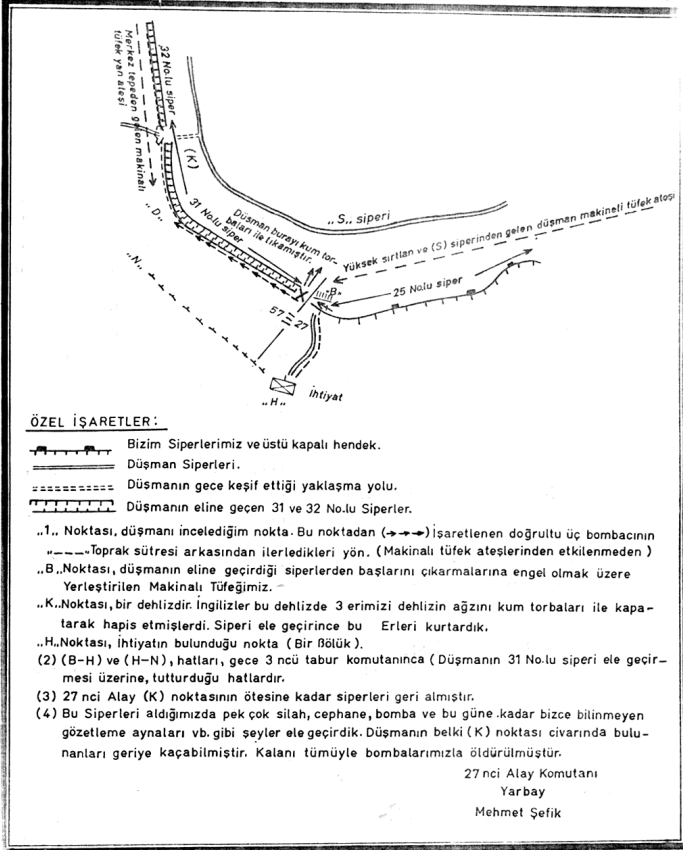 32 No.lu siper
Merkez tepeden gelen makinalı
tüfek yan ateşi
(K)
„D„
31 No.lu siper
Düşman burayı kum tor-
baları ile tıkamıştır.
„S„ siperi
Yüksek sırtlan ve (S) siperinden gelen düşman makineli tüfek ateşi
„N„
„B„
25 No.lu siper
57 27
„H„
ihtiyat
ÖZEL İŞARETLER:
Bizim Siperlerimiz ve üstü kapalı hendek.
Düşman Siperleri.
Düşmanın gece keşif ettiği yaklaşma yolu.
Düşmanın eline geçen 31 ve 32 No.lu Siperler.
„1„ Noktası, düşmanı incelediğim nokta. Bu noktadan (→→→) İşaretlenen doğrultu üç bombacının
„___„Toprak sütresi arkasından ilerledikleri yön. (Makinalı tüfek ateşlerinden etkilenmeden)
„B„Noktası, düşmanın eline geçirdiği siperlerden başlarını çıkarmalarına engel olmak üzere
Yerleştirilen Makinalı Tüfeğimiz.
„K„Noktası, bir dehlizdir. İngilizler bu dehlizde 3 erimizi dehlizin ağzını kum torbaları ile kapa-
tarak hapis etmişlerdi. Siperi ele geçirince bu Erleri kurtardık.
„H„Noktası, İhtiyatın bulunduğu nokta (Bir Bölük).
(2) (B-H) ve (H-N), hatları, gece 3 ncü tabur komutanınca (Düşmanın 31 No.lu siperi ele geçir-
mesi üzerine, tutturduğu hatlardır.
(3) 27 nci Alay (K) noktasının ötesine kadar siperleri geri almıştır.
(4) Bu Siperleri aldığımızda pek çok silah, cephane, bomba ve bu güne kadar bizce bilinmeyen
gözetleme aynaları vb. gibi şeyler ele geçirdik. Düşmanın belki (K) noktası civarında bulu-
nanları geriye kaçabilmiştir. Kalanı tümüyle bombalarımızla öldürülmüştür.
27 nci Alay Komutanı
Yarbay
Mehmet Şefik